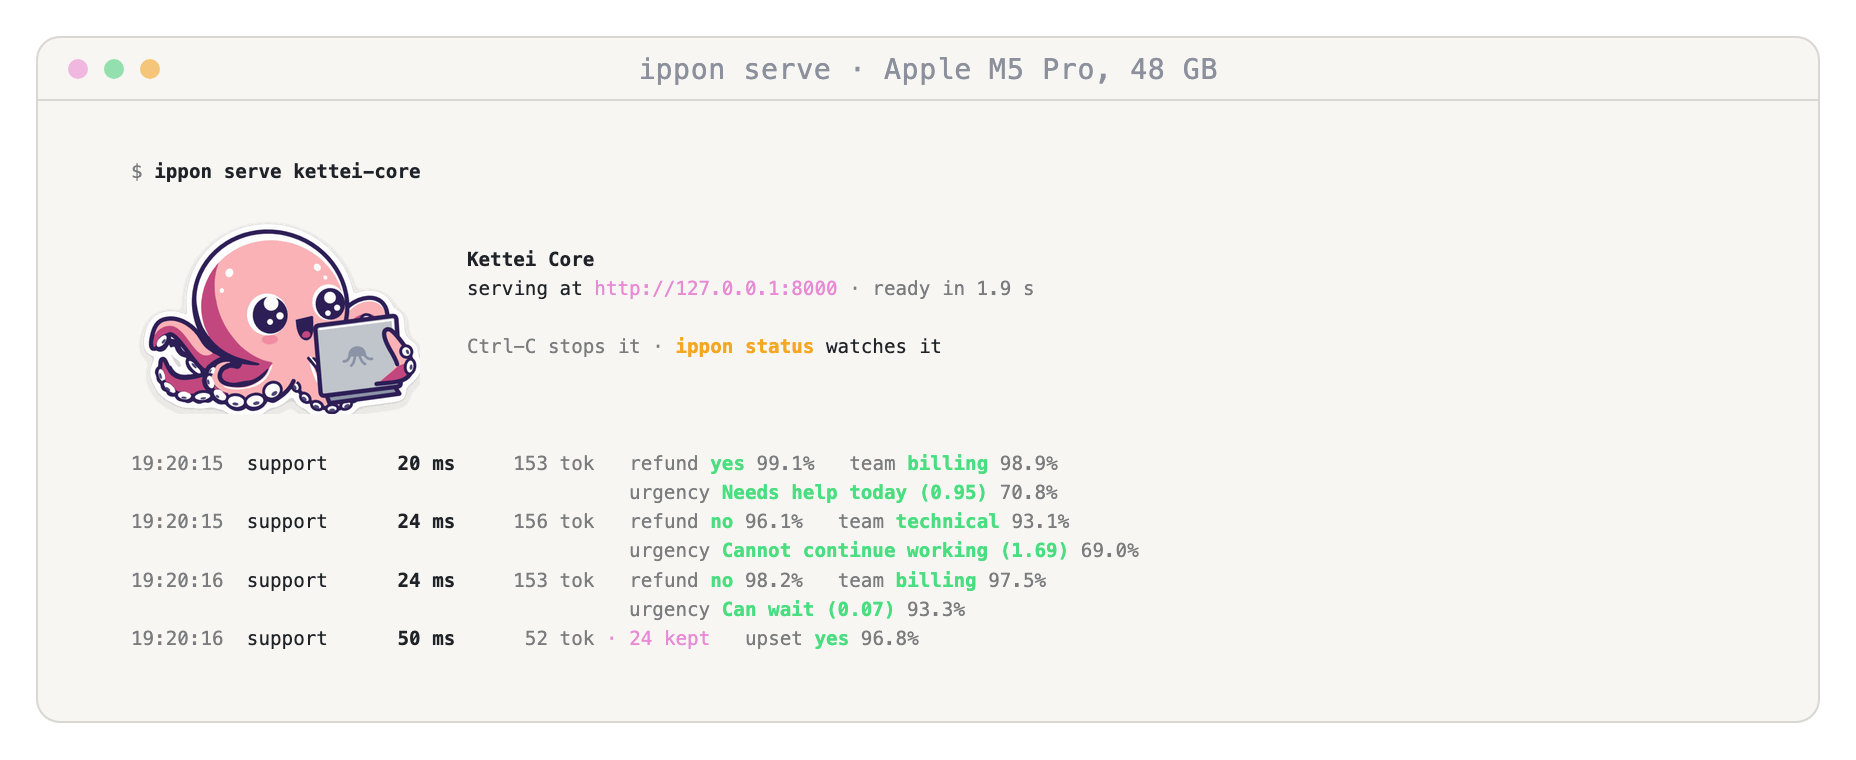 ippon serve · Apple M5 Pro, 48 GB
$ ippon serve kettei-core
Kettei Core
serving at http://127.0.0.1:8000 · ready in 1.9 s
Ctrl-C stops it · ippon status watches it
19:20:15 support 20 ms 153 tok refund yes 99.1% team billing 98.9%
urgency Needs help today (0.95) 70.8%
19:20:15 support 24 ms 156 tok refund no 96.1% team technical 93.1%
urgency Cannot continue working (1.69) 69.0%
19:20:16 support 24 ms 153 tok refund no 98.2% team billing 97.5%
urgency Can wait (0.07) 93.3%
19:20:16 support 50 ms 52 tok · 24 kept upset yes 96.8%